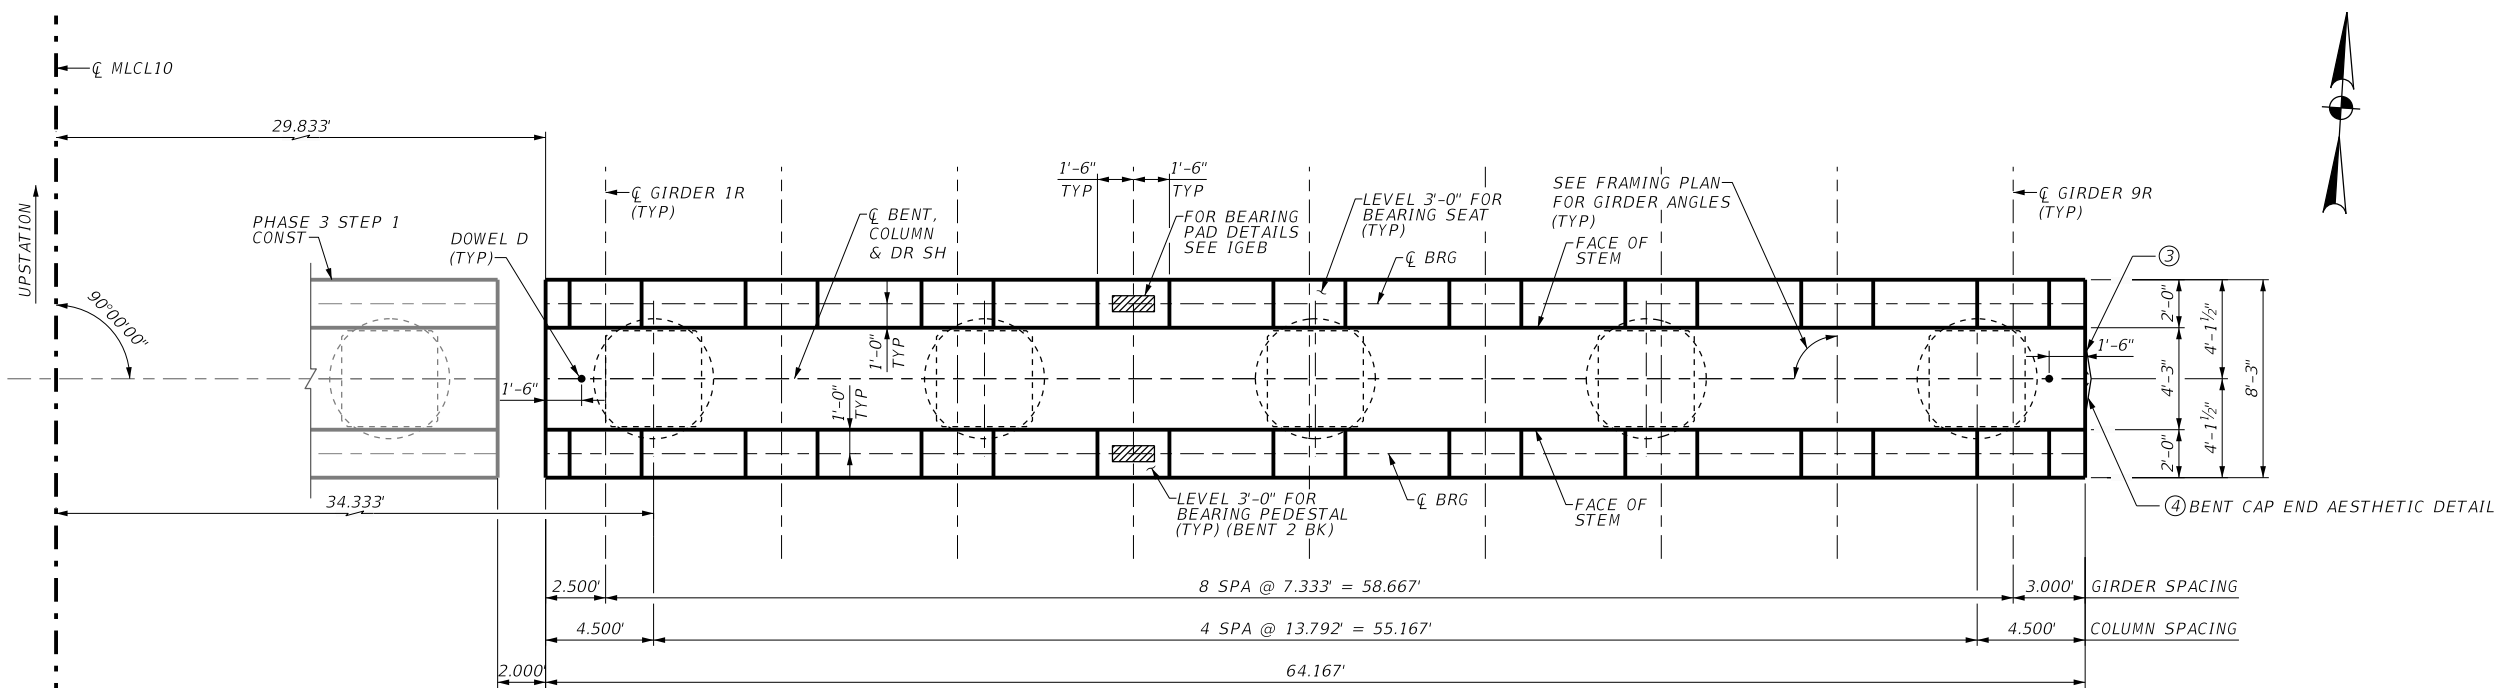 ℄ MLCL10
29.833'
UPSTATION
90°00'00"
PHASE 3 STEP 1
CONST
DOWEL D
(TYP)
℄ GIRDER 1R
(TYP)
℄ BENT,
COLUMN
& DR SH
1'-6"
TYP
1'-6"
TYP
FOR BEARING
PAD DETAILS
SEE IGEB
LEVEL 3'-0" FOR
BEARING SEAT
(TYP)
℄ BRG
SEE FRAMING PLAN
FOR GIRDER ANGLES
(TYP)
FACE OF
STEM
℄ GIRDER 9R
(TYP)
3
2'-0"
4'-1½"
1'-6"
4'-3"
8'-3"
4'-1½"
2'-0"
1'-0"
TYP
1'-0"
TYP
1'-6"
34.333'
LEVEL 3'-0" FOR
BEARING PEDESTAL
(TYP) (BENT 2 BK)
℄ BRG
FACE OF
STEM
4 BENT CAP END AESTHETIC DETAIL
2.500'
8 SPA @ 7.333' = 58.667'
3.000'
GIRDER SPACING
4.500'
4 SPA @ 13.792' = 55.167'
4.500'
COLUMN SPACING
2.000'
64.167'